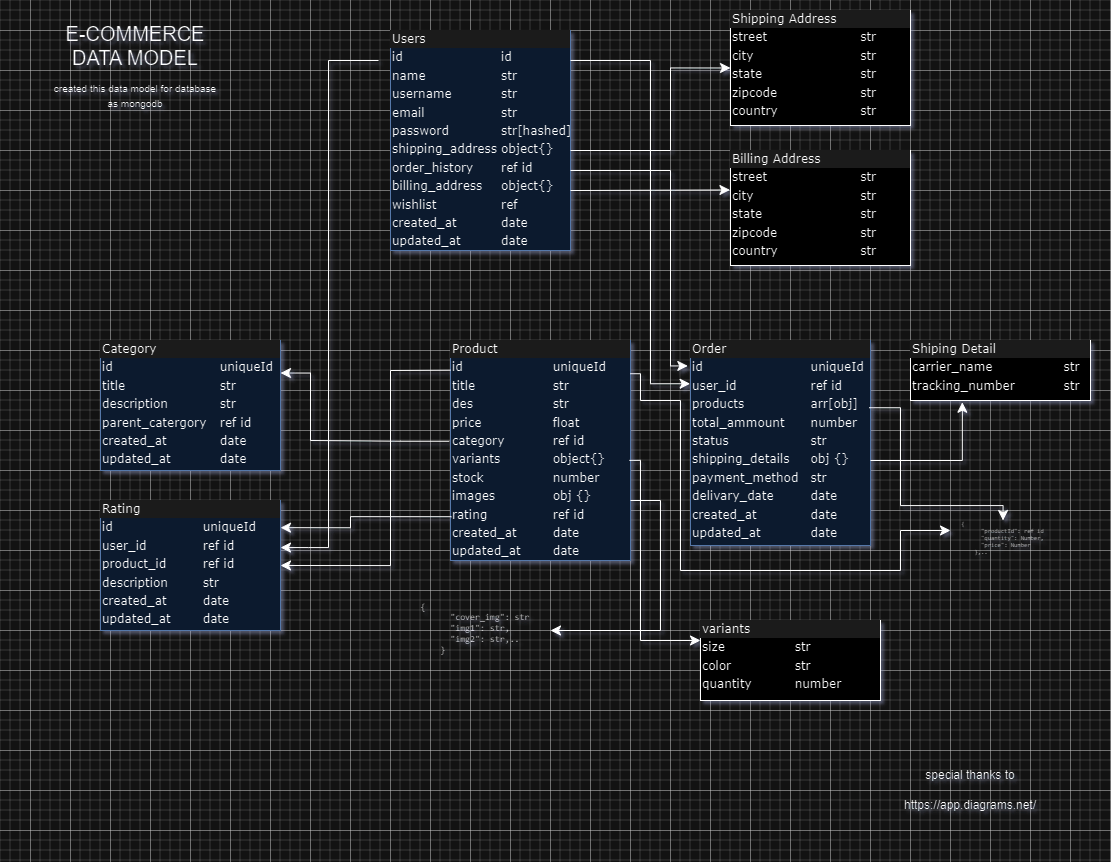 E-COMMERCE
DATA MODEL
created this data model for database
as mongodb
Users
id id
name str
username str
email str
password str[hashed]
shipping_address object{}
order_history ref id
billing_address object{}
wishlist ref
created_at date
updated_at date
Shipping Address
street str
city str
state str
zipcode str
country str
Billing Address
street str
city str
state str
zipcode str
country str
Category
id uniqueId
title str
description str
parent_catergory ref id
created_at date
updated_at date
Rating
id uniqueId
user_id ref id
product_id ref id
description str
created_at date
updated_at date
Product
id uniqueId
title str
des str
price float
category ref id
variants object{}
stock number
images obj {}
rating ref id
created_at date
updated_at date
Order
id uniqueId
user_id ref id
products arr[obj]
total_ammount number
status str
shipping_details obj {}
payment_method str
delivary_date date
created_at date
updated_at date
Shiping Detail
carrier_name str
tracking_number str
{
"productId": ref id
"quantity": Number,
"price": Number
},..
{
"cover_img": str
"img1": str,
"img2": str,..
}
variants
size str
color str
quantity number
special thanks to
https://app.diagrams.net/